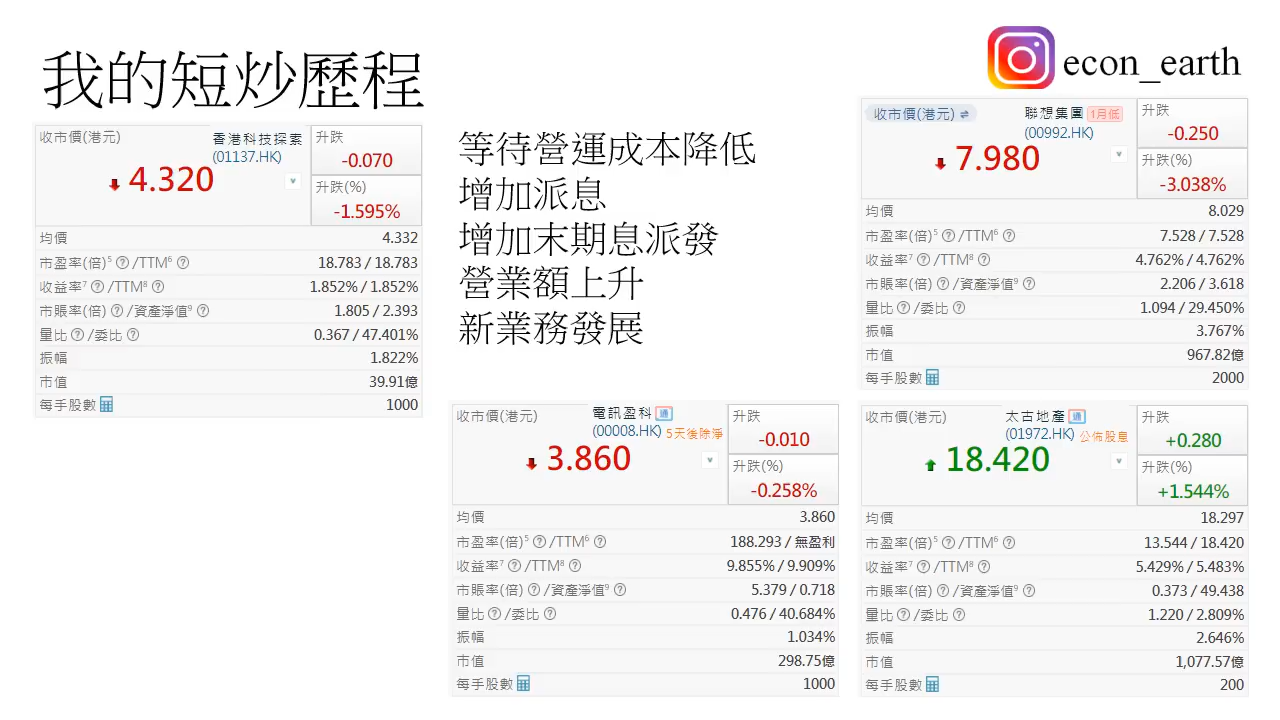 我的短炒歷程
econ_earth
收市價(港元)
香港科技探索
(01137.HK)
4.320
升跌
-0.070
升跌(%)
-1.595%
均價 4.332
市盈率(倍)⁵ ?/TTM⁶ ? 18.783 / 18.783
收益率⁷ ?/TTM⁸ ? 1.852% / 1.852%
市賬率(倍) ?/資產淨值⁹ ? 1.805 / 2.393
量比 ?/委比 ? 0.367 / 47.401%
振幅 1.822%
市值 39.91億
每手股數 1000
等待營運成本降低
增加派息
增加末期息派發
營業額上升
新業務發展
收市價(港元) ⇌
聯想集團 1月低
(00992.HK)
7.980
升跌
-0.250
升跌(%)
-3.038%
均價 8.029
市盈率(倍)⁵ ?/TTM⁶ ? 7.528 / 7.528
收益率⁷ ?/TTM⁸ ? 4.762% / 4.762%
市賬率(倍) ?/資產淨值⁹ ? 2.206 / 3.618
量比 ?/委比 ? 1.094 / 29.450%
振幅 3.767%
市值 967.82億
每手股數 2000
收市價(港元)
電訊盈科 通
(00008.HK) 5天後除淨
3.860
升跌
-0.010
升跌(%)
-0.258%
均價 3.860
市盈率(倍)⁵ ?/TTM⁶ ? 188.293 / 無盈利
收益率⁷ ?/TTM⁸ ? 9.855% / 9.909%
市賬率(倍) ?/資產淨值⁹ ? 5.379 / 0.718
量比 ?/委比 ? 0.476 / 40.684%
振幅 1.034%
市值 298.75億
每手股數 1000
收市價(港元)
太古地產 通
(01972.HK) 公佈股息
18.420
升跌
+0.280
升跌(%)
+1.544%
均價 18.297
市盈率(倍)⁵ ?/TTM⁶ ? 13.544 / 18.420
收益率⁷ ?/TTM⁸ ? 5.429% / 5.483%
市賬率(倍) ?/資產淨值⁹ ? 0.373 / 49.438
量比 ?/委比 ? 1.220 / 2.809%
振幅 2.646%
市值 1,077.57億
每手股數 200